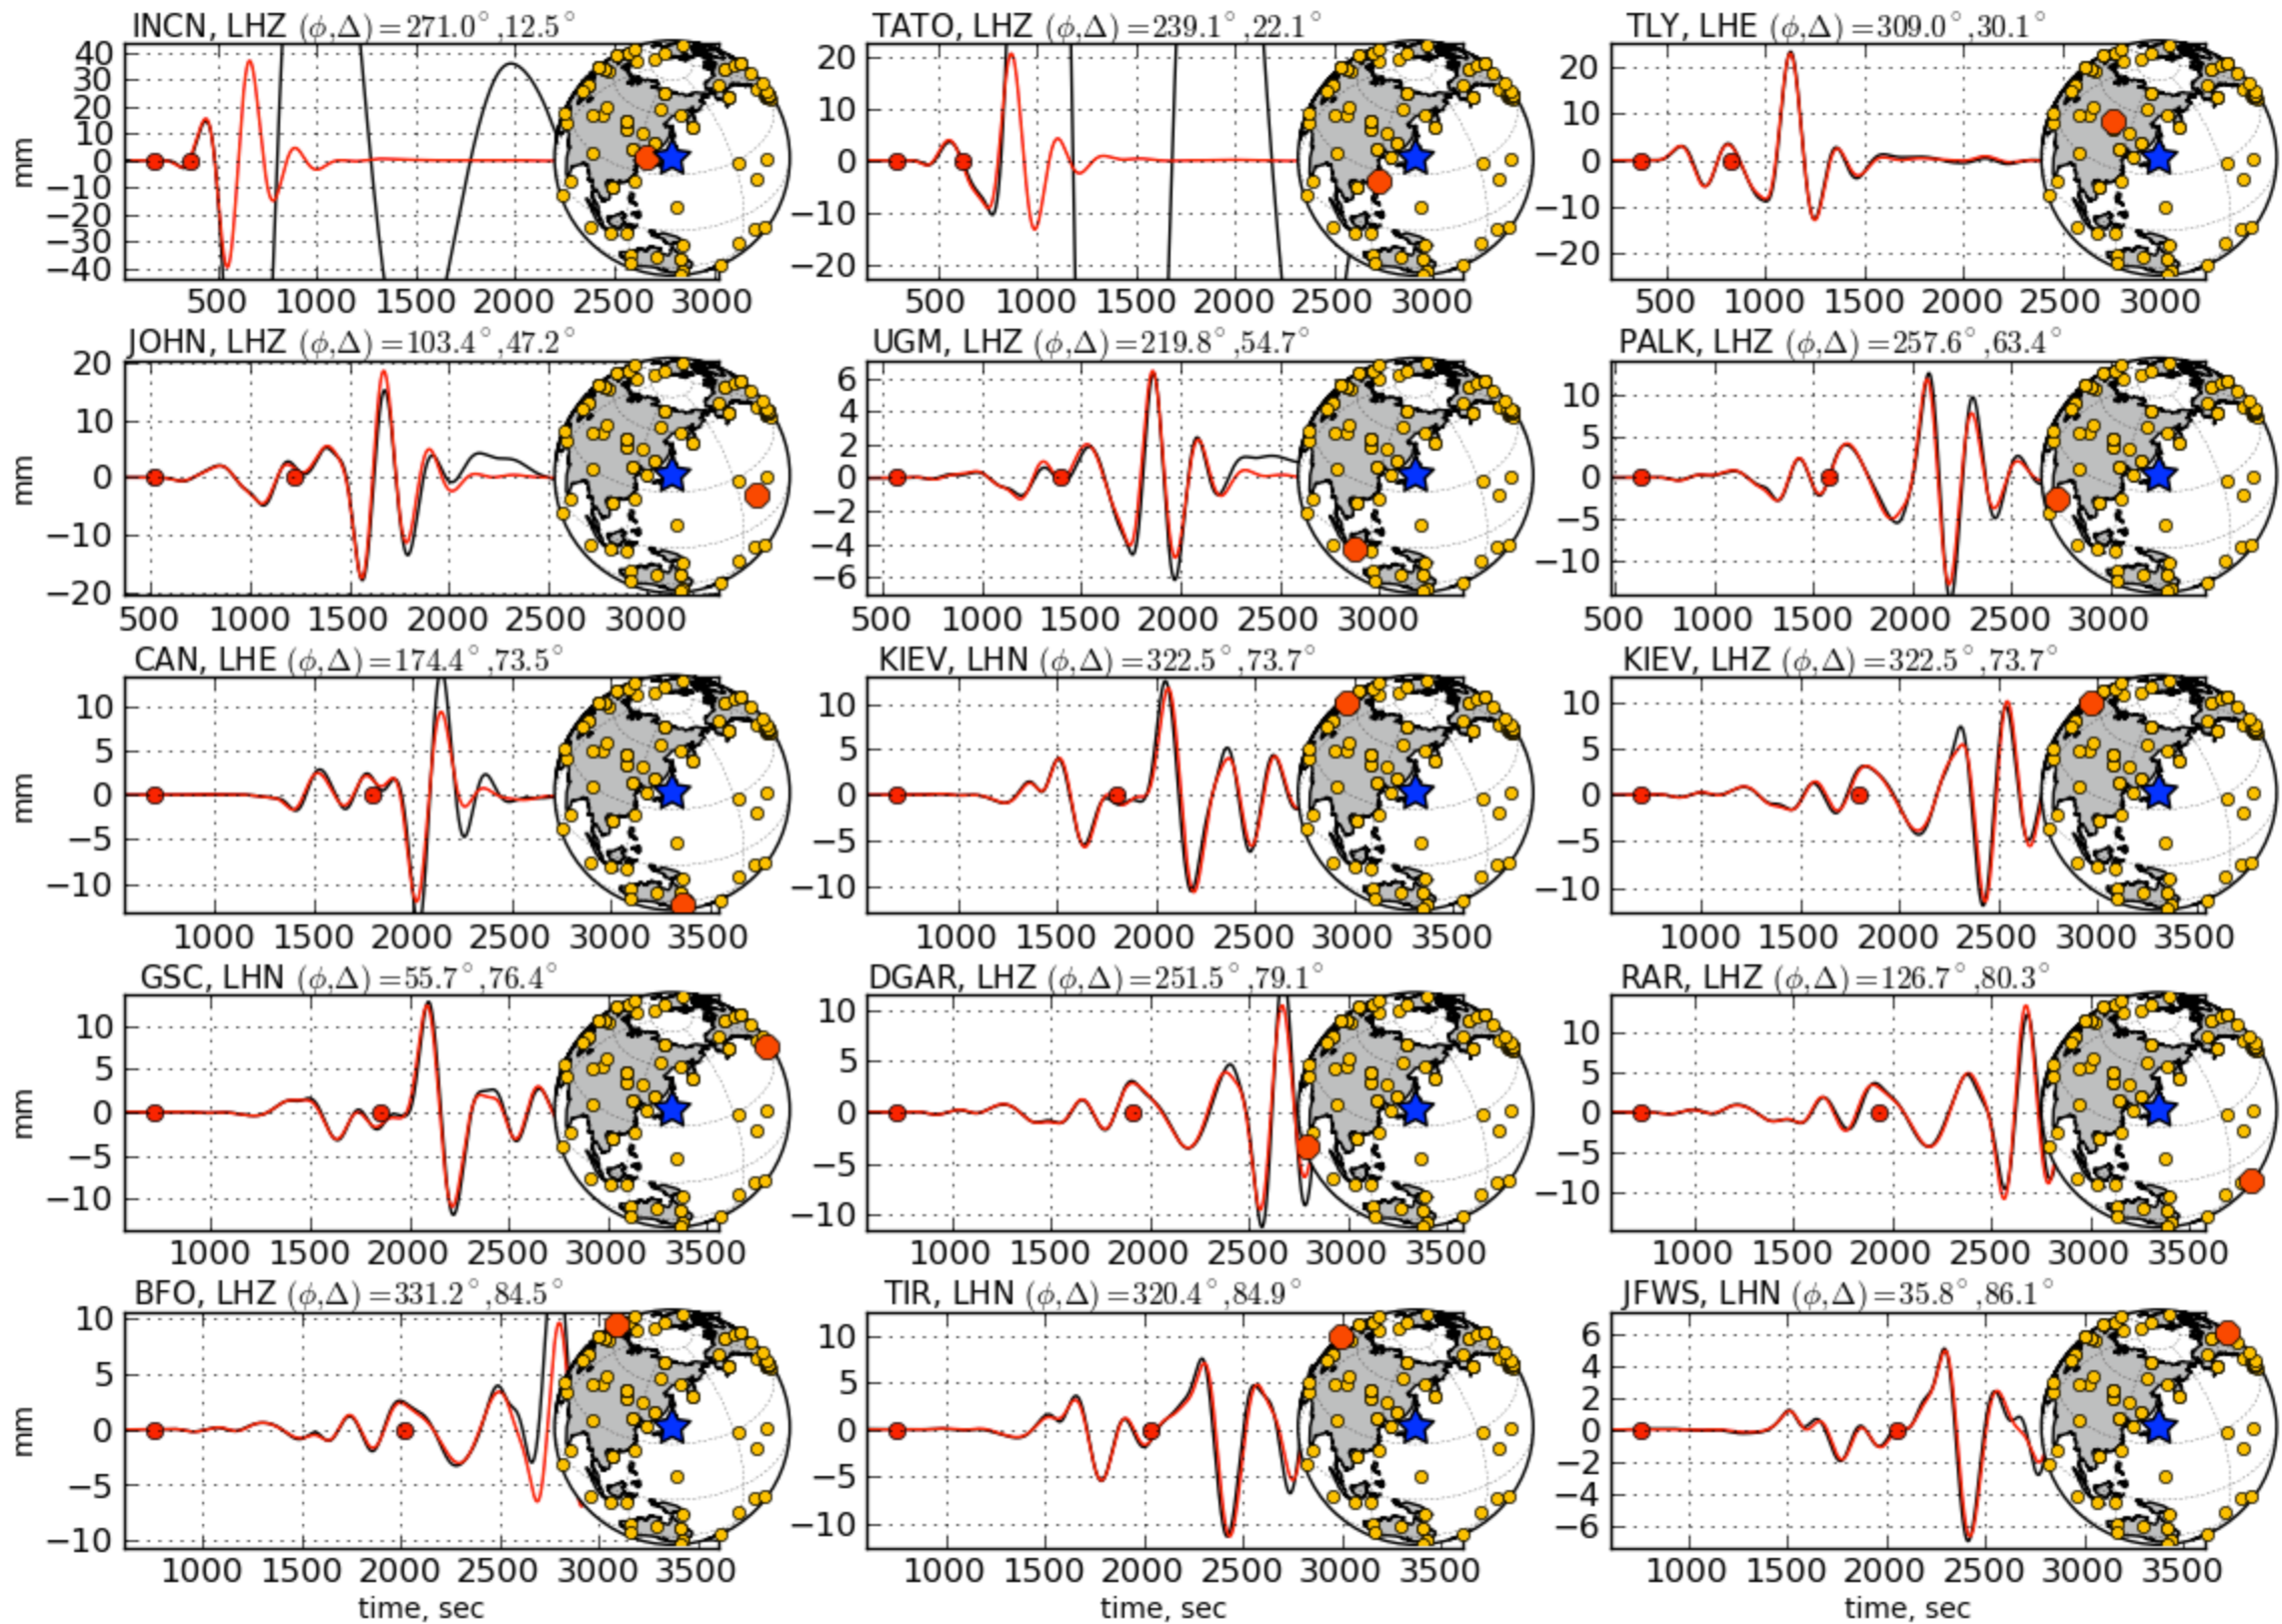 INCN, LHZ (ϕ,Δ)=271.0°,12.5°
TATO, LHZ (ϕ,Δ)=239.1°,22.1°
TLY, LHE (ϕ,Δ)=309.0°,30.1°
mm
40
30
20
10
0
−10
−20
−30
−40
500 1000 1500 2000 2500 3000
20
10
0
−10
−20
500 1000 1500 2000 2500 3000
20
10
0
−10
−20
500 1000 1500 2000 2500 3000
JOHN, LHZ (ϕ,Δ)=103.4°,47.2°
UGM, LHZ (ϕ,Δ)=219.8°,54.7°
PALK, LHZ (ϕ,Δ)=257.6°,63.4°
mm
20
10
0
−10
−20
500 1000 1500 2000 2500 3000
6
4
2
0
−2
−4
−6
500 1000 1500 2000 2500 3000
10
5
0
−5
−10
500 1000 1500 2000 2500 3000
CAN, LHE (ϕ,Δ)=174.4°,73.5°
KIEV, LHN (ϕ,Δ)=322.5°,73.7°
KIEV, LHZ (ϕ,Δ)=322.5°,73.7°
mm
10
5
0
−5
−10
1000 1500 2000 2500 3000 3500
10
5
0
−5
−10
1000 1500 2000 2500 3000 3500
10
5
0
−5
−10
1000 1500 2000 2500 3000 3500
GSC, LHN (ϕ,Δ)=55.7°,76.4°
DGAR, LHZ (ϕ,Δ)=251.5°,79.1°
RAR, LHZ (ϕ,Δ)=126.7°,80.3°
mm
10
5
0
−5
−10
1000 1500 2000 2500 3000 3500
10
5
0
−5
−10
1000 1500 2000 2500 3000 3500
10
5
0
−5
−10
1000 1500 2000 2500 3000 3500
BFO, LHZ (ϕ,Δ)=331.2°,84.5°
TIR, LHN (ϕ,Δ)=320.4°,84.9°
JFWS, LHN (ϕ,Δ)=35.8°,86.1°
mm
10
5
0
−5
−10
1000 1500 2000 2500 3000 3500
time, sec
10
5
0
−5
−10
1000 1500 2000 2500 3000 3500
time, sec
6
4
2
0
−2
−4
−6
1000 1500 2000 2500 3000 3500
time, sec